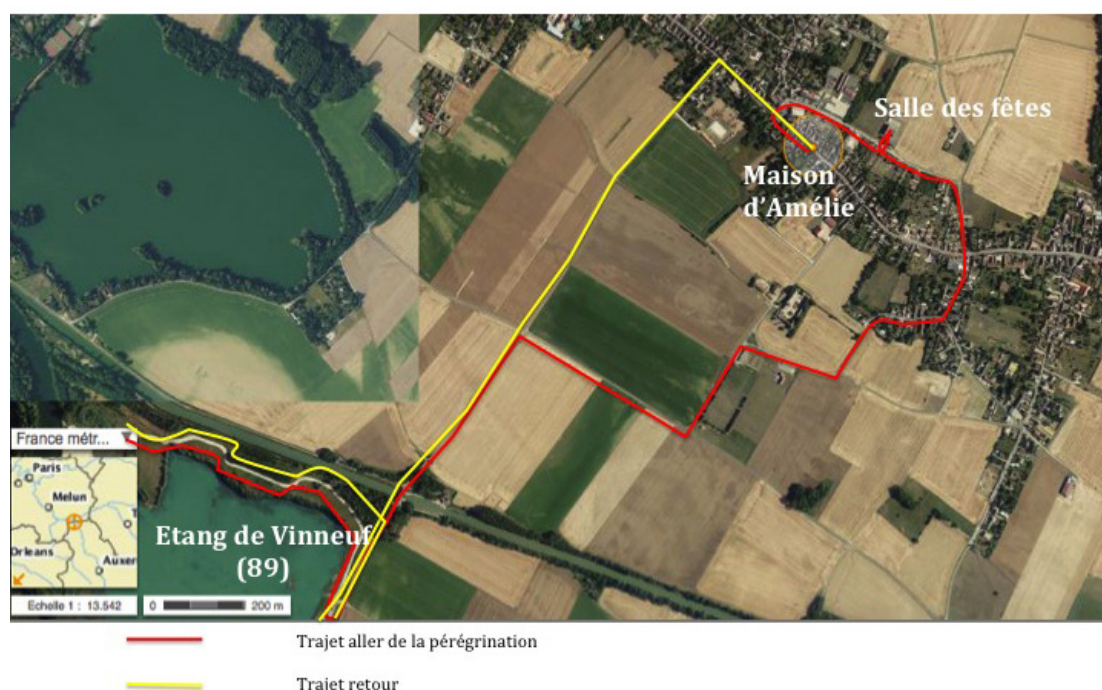 Salle des fêtes
Maison
d'Amélie
France métr...
Paris
Melun
Orleans
Auxer
Etang de Vinneuf
(89)
Echelle 1 : 13.542
0 200 m
Trajet aller de la pérégrination
Trajet retour